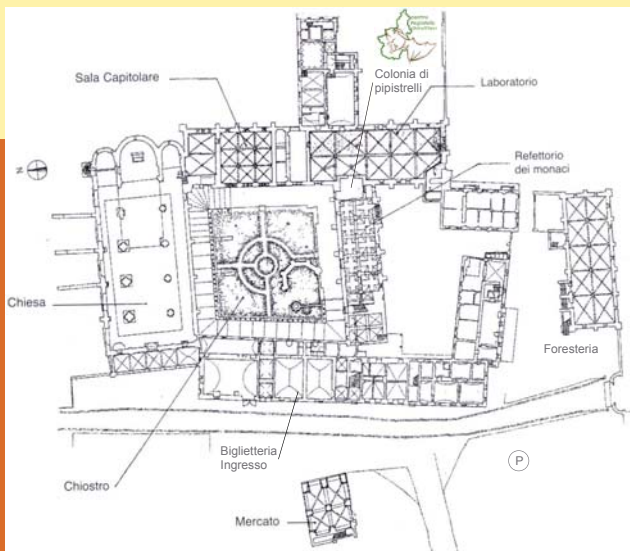 Sala Capitolare
Colonia di
pipistrelli
Laboratorio
Refettorio
dei monaci
N
Chiesa
Foresteria
Biglietteria
Ingresso
P
Chiostro
Mercato